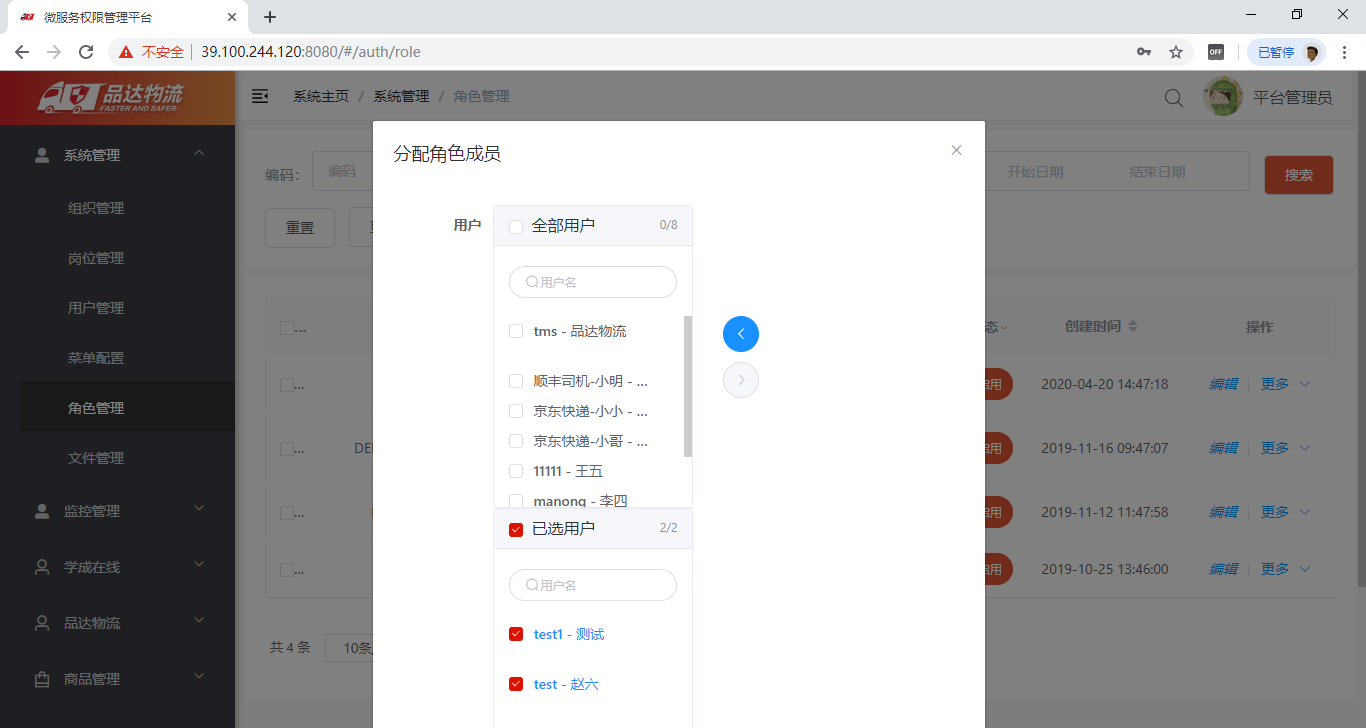 微服务权限管理平台
不安全
39.100.244.120:8080/#/auth/role
OFF
已暂停
品达物流
FASTER AND SAFER
系统主页 / 系统管理 / 角色管理
平台管理员
系统管理
组织管理
岗位管理
用户管理
菜单配置
角色管理
文件管理
监控管理
学成在线
品达物流
商品管理
编码：
编码
开始日期
结束日期
搜索
重置
分配角色成员
用户
全部用户
0/8
用户名
tms - 品达物流
顺丰司机-小明 - ...
京东快递-小小 - ...
京东快递-小哥 - ...
11111 - 王五
manong - 李四
已选用户
2/2
用户名
test1 - 测试
test - 赵六
创建时间
操作
2020-04-20 14:47:18
编辑
更多
2019-11-16 09:47:07
编辑
更多
2019-11-12 11:47:58
编辑
更多
2019-10-25 13:46:00
编辑
更多
共 4 条
10条